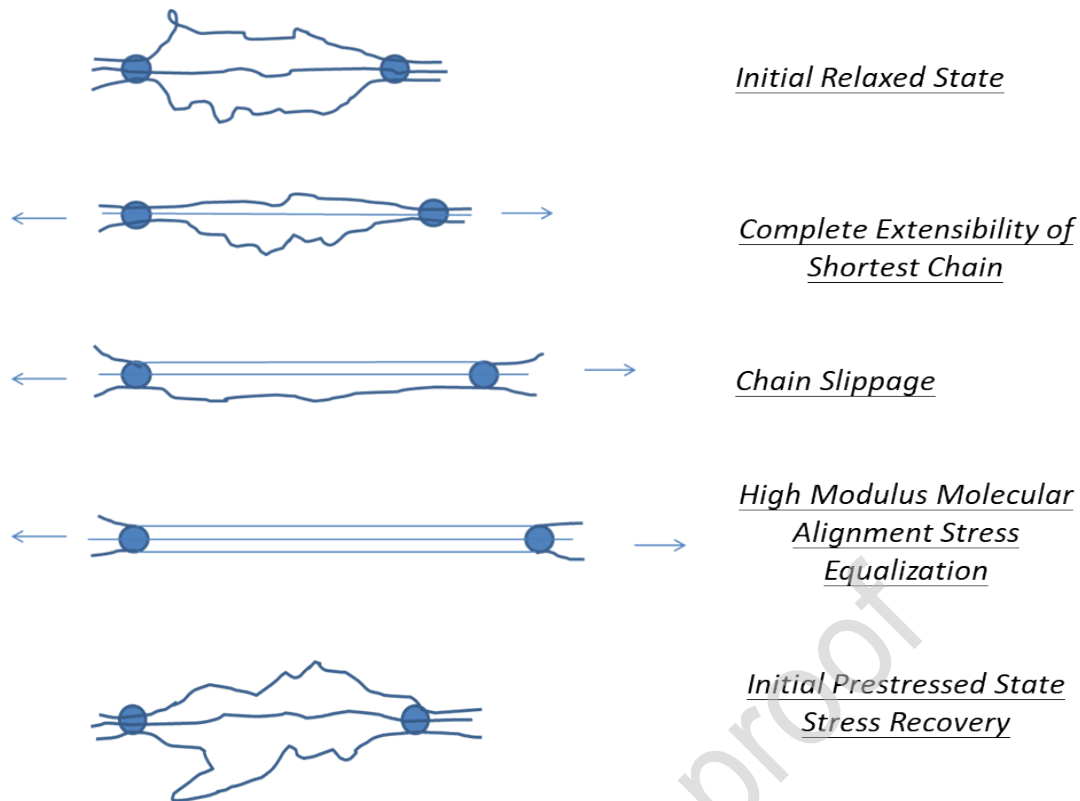 Initial Relaxed State
Complete Extensibility of
Shortest Chain
Chain Slippage
High Modulus Molecular
Alignment Stress
Equalization
Initial Prestressed State
Stress Recovery
proof